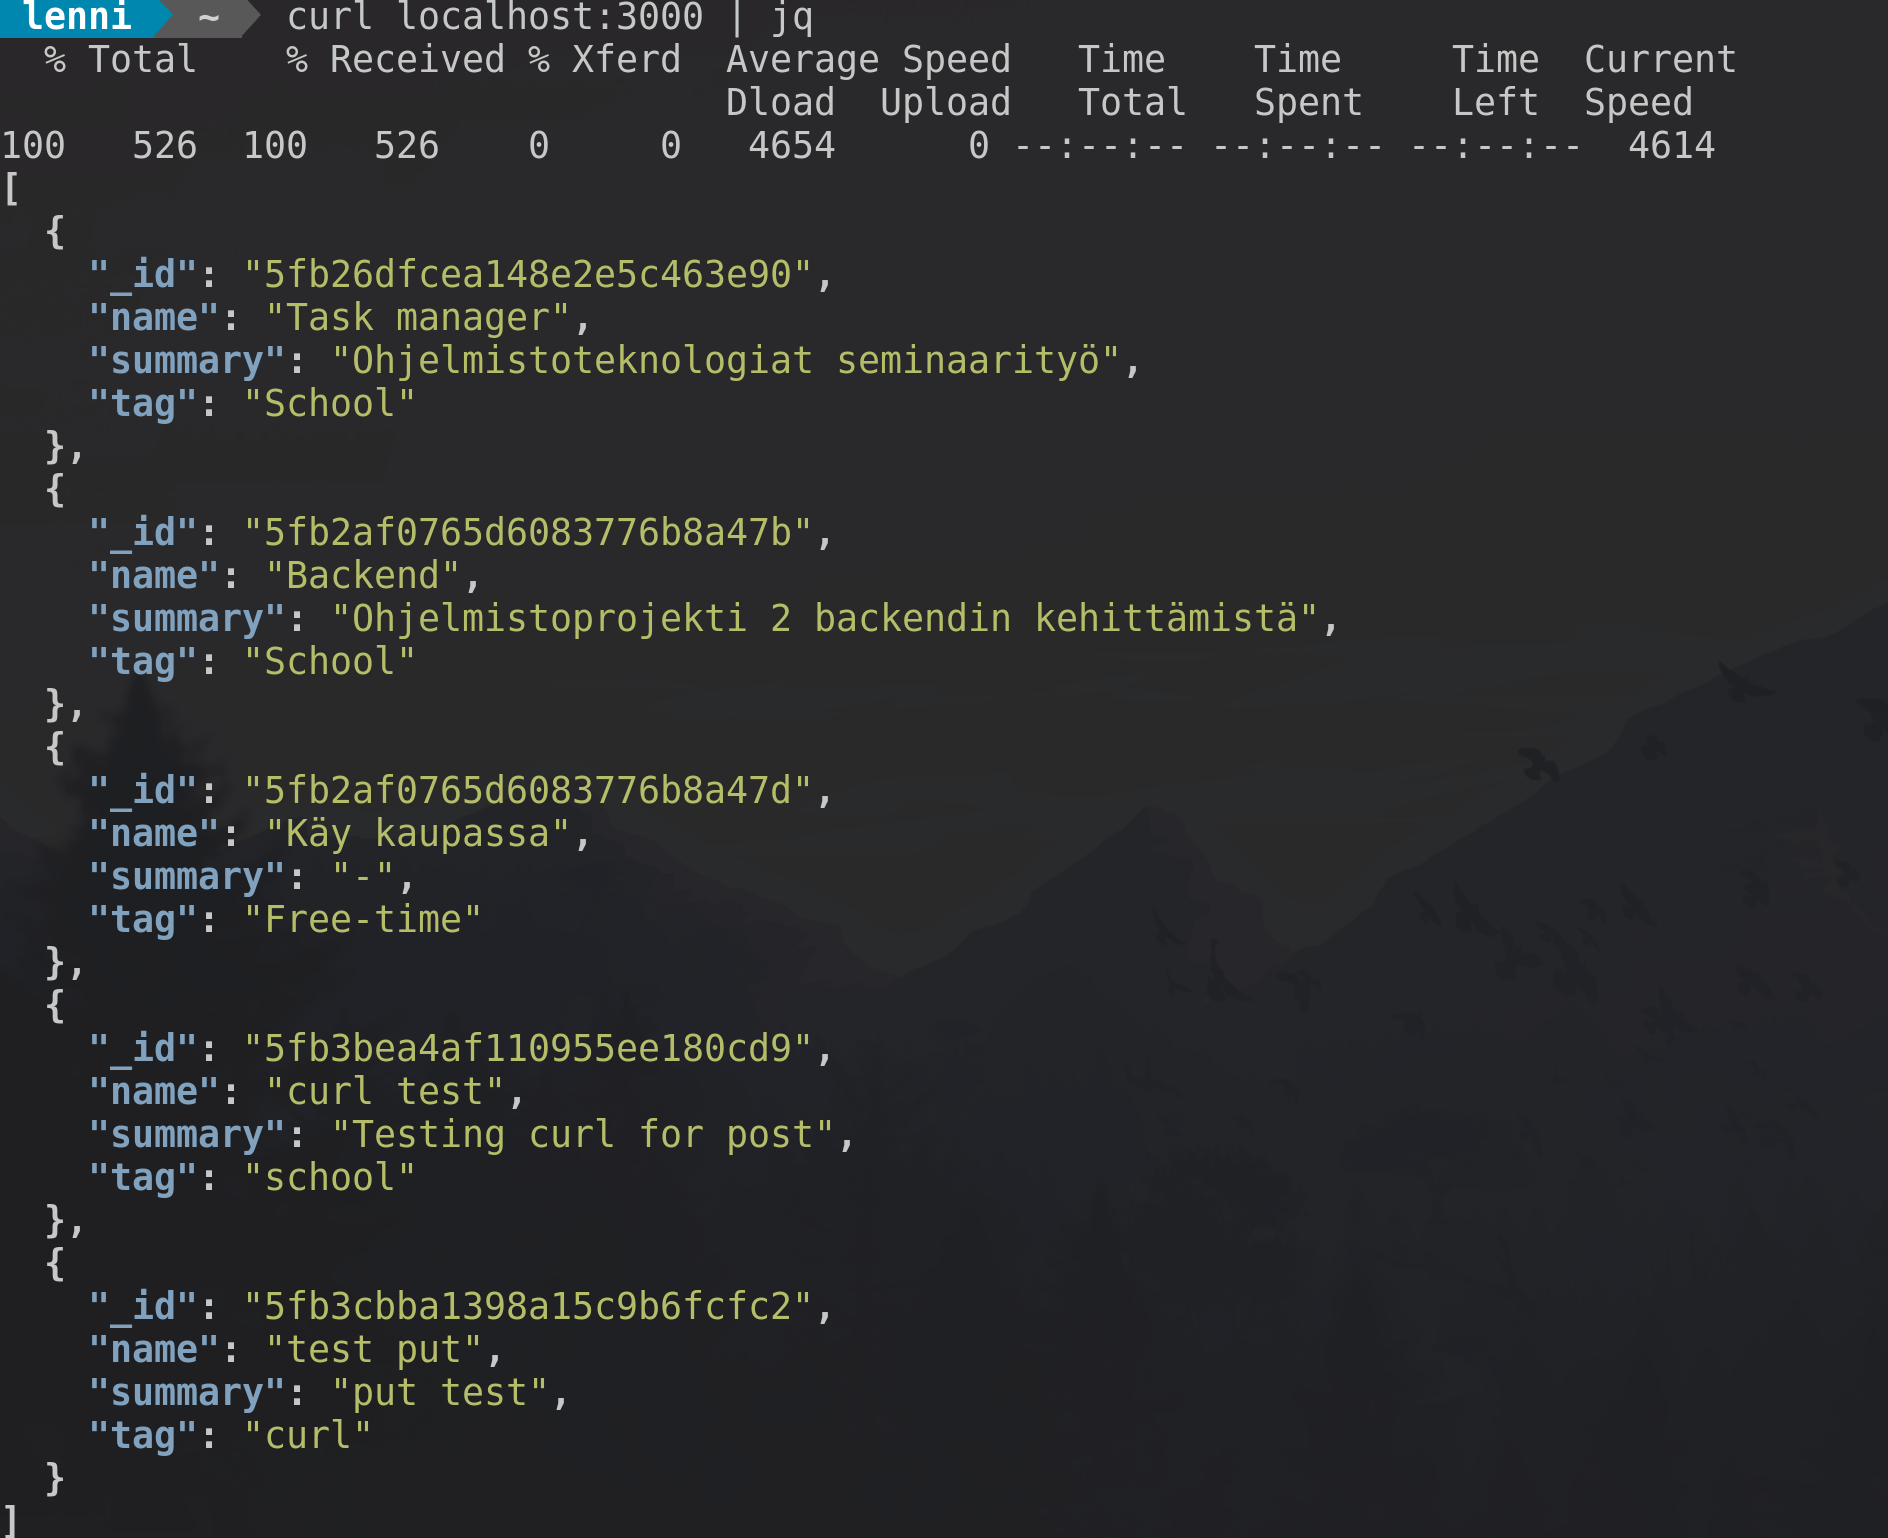 lenni ~ curl localhost:3000 | jq
  % Total    % Received % Xferd  Average Speed   Time    Time     Time  Current
                                 Dload  Upload   Total   Spent    Left  Speed
100   526  100   526    0     0   4654      0 --:--:-- --:--:-- --:--:--  4614
[
  {
    "_id": "5fb26dfcea148e2e5c463e90",
    "name": "Task manager",
    "summary": "Ohjelmistoteknologiat seminaarityö",
    "tag": "School"
  },
  {
    "_id": "5fb2af0765d6083776b8a47b",
    "name": "Backend",
    "summary": "Ohjelmistoprojekti 2 backendin kehittämistä",
    "tag": "School"
  },
  {
    "_id": "5fb2af0765d6083776b8a47d",
    "name": "Käy kaupassa",
    "summary": "-",
    "tag": "Free-time"
  },
  {
    "_id": "5fb3bea4af110955ee180cd9",
    "name": "curl test",
    "summary": "Testing curl for post",
    "tag": "school"
  },
  {
    "_id": "5fb3cbba1398a15c9b6fcfc2",
    "name": "test put",
    "summary": "put test",
    "tag": "curl"
  }
]